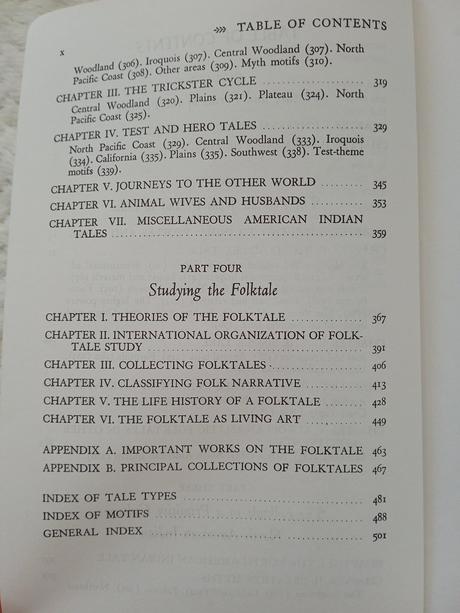 TABLE OF CONTENTS
x
Woodland (306). Iroquois (307). Central Woodland (307). North
Pacific Coast (308). Other areas (309). Myth motifs (310).
CHAPTER III. THE TRICKSTER CYCLE .................... 319
Central Woodland (320). Plains (321). Plateau (324). North
Pacific Coast (325).
CHAPTER IV. TEST AND HERO TALES .................... 329
North Pacific Coast (329). Central Woodland (333). Iroquois
(334). California (335). Plains (335). Southwest (338). Test-theme
motifs (339).
CHAPTER V. JOURNEYS TO THE OTHER WORLD .......... 345
CHAPTER VI. ANIMAL WIVES AND HUSBANDS ............ 353
CHAPTER VII. MISCELLANEOUS AMERICAN INDIAN
TALES .................... 359
PART FOUR
Studying the Folktale
CHAPTER I. THEORIES OF THE FOLKTALE .............. 367
CHAPTER II. INTERNATIONAL ORGANIZATION OF FOLK-
TALE STUDY .................... 391
CHAPTER III. COLLECTING FOLKTALES .................. 406
CHAPTER IV. CLASSIFYING FOLK NARRATIVE ............ 413
CHAPTER V. THE LIFE HISTORY OF A FOLKTALE .......... 428
CHAPTER VI. THE FOLKTALE AS LIVING ART ............ 449
APPENDIX A. IMPORTANT WORKS ON THE FOLKTALE 463
APPENDIX B. PRINCIPAL COLLECTIONS OF FOLKTALES 467
INDEX OF TALE TYPES .................... 481
INDEX OF MOTIFS .................... 488
GENERAL INDEX .................... 501